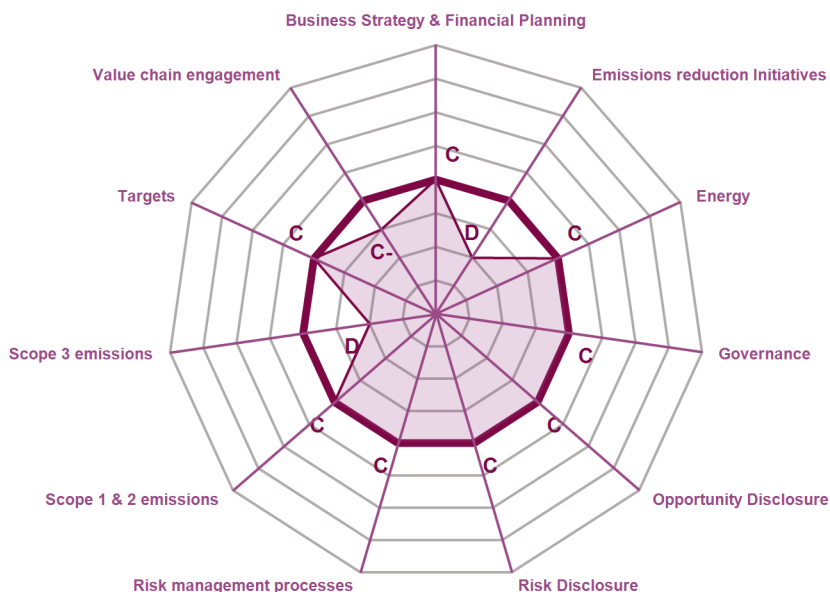 Business Strategy & Financial Planning
Value chain engagement
Emissions reduction Initiatives
C
Targets
Energy
C
D
C
C-
Scope 3 emissions
D
C
Governance
C
C
C
C
Scope 1 & 2 emissions
Opportunity Disclosure
Risk management processes
Risk Disclosure